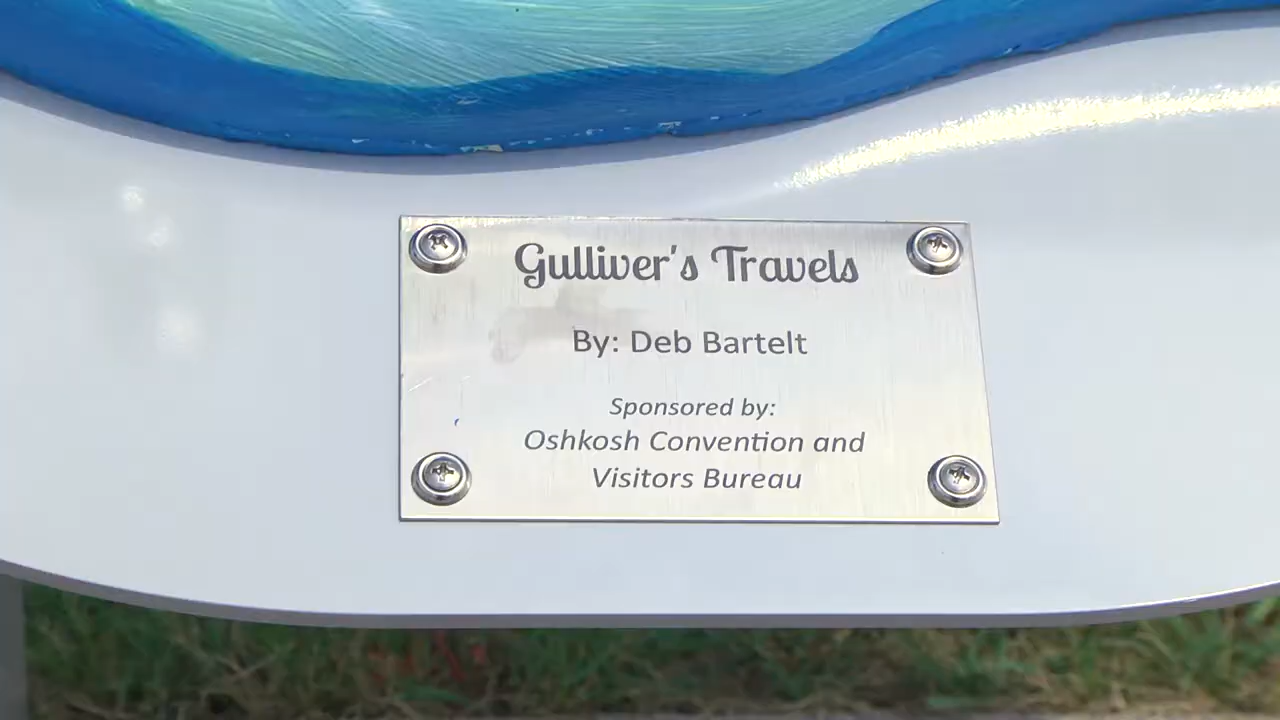 Gulliver's Travels
By: Deb Bartelt
Sponsored by:
Oshkosh Convention and
Visitors Bureau